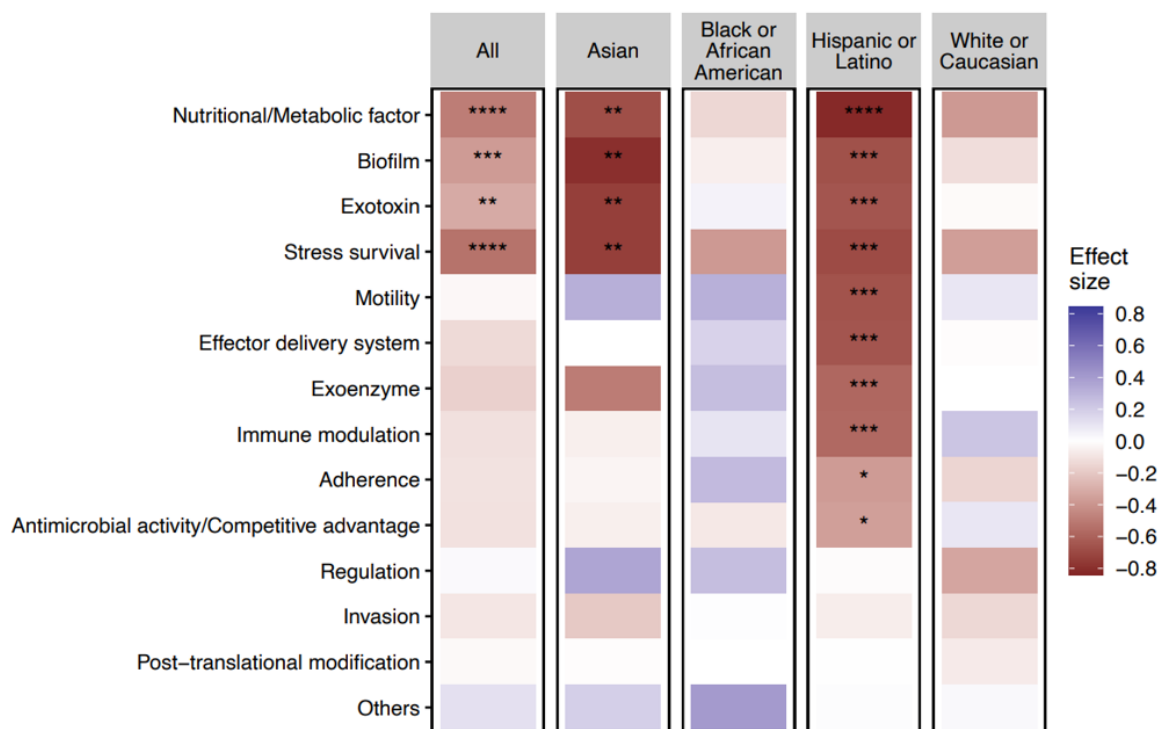 All
Asian
Black or
African
American
Hispanic or
Latino
White or
Caucasian
Nutritional/Metabolic factor
**** ** ****
Biofilm
*** ** ***
Exotoxin
** ** ***
Stress survival
**** ** ***
Motility
***
Effector delivery system
***
Exoenzyme
***
Immune modulation
***
Adherence
*
Antimicrobial activity/Competitive advantage
*
Regulation
Invasion
Post−translational modification
Others
Effect
size
0.8
0.6
0.4
0.2
0.0
−0.2
−0.4
−0.6
−0.8